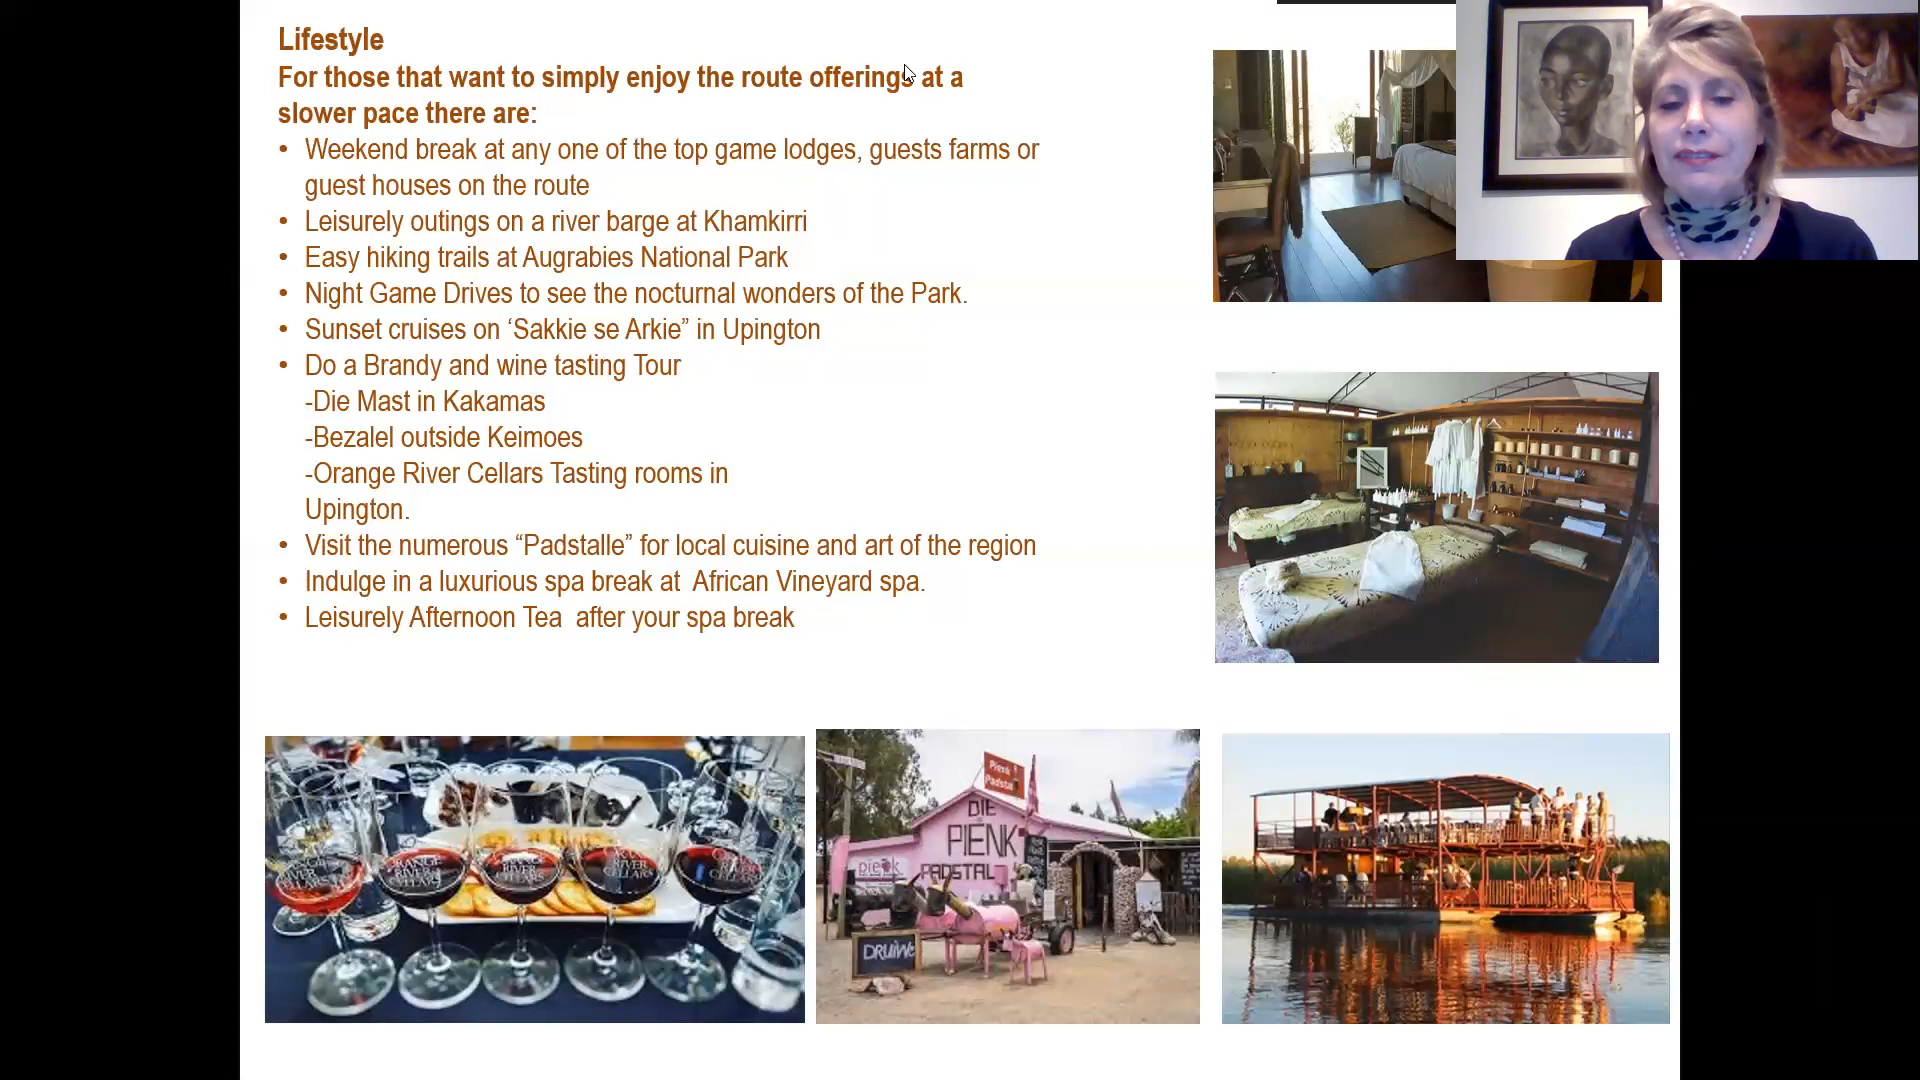 Lifestyle
For those that want to simply enjoy the route offerings at a
slower pace there are:
• Weekend break at any one of the top game lodges, guests farms or
guest houses on the route
• Leisurely outings on a river barge at Khamkirri
• Easy hiking trails at Augrabies National Park
• Night Game Drives to see the nocturnal wonders of the Park.
• Sunset cruises on ‘Sakkie se Arkie” in Upington
• Do a Brandy and wine tasting Tour
-Die Mast in Kakamas
-Bezalel outside Keimoes
-Orange River Cellars Tasting rooms in
Upington.
• Visit the numerous “Padstalle” for local cuisine and art of the region
• Indulge in a luxurious spa break at  African Vineyard spa.
• Leisurely Afternoon Tea  after your spa break
ORANGE
RIVER
CELLARS
Pienk
Padstal
DIE
PIENK
PADSTAL
pienk
DRUIWE